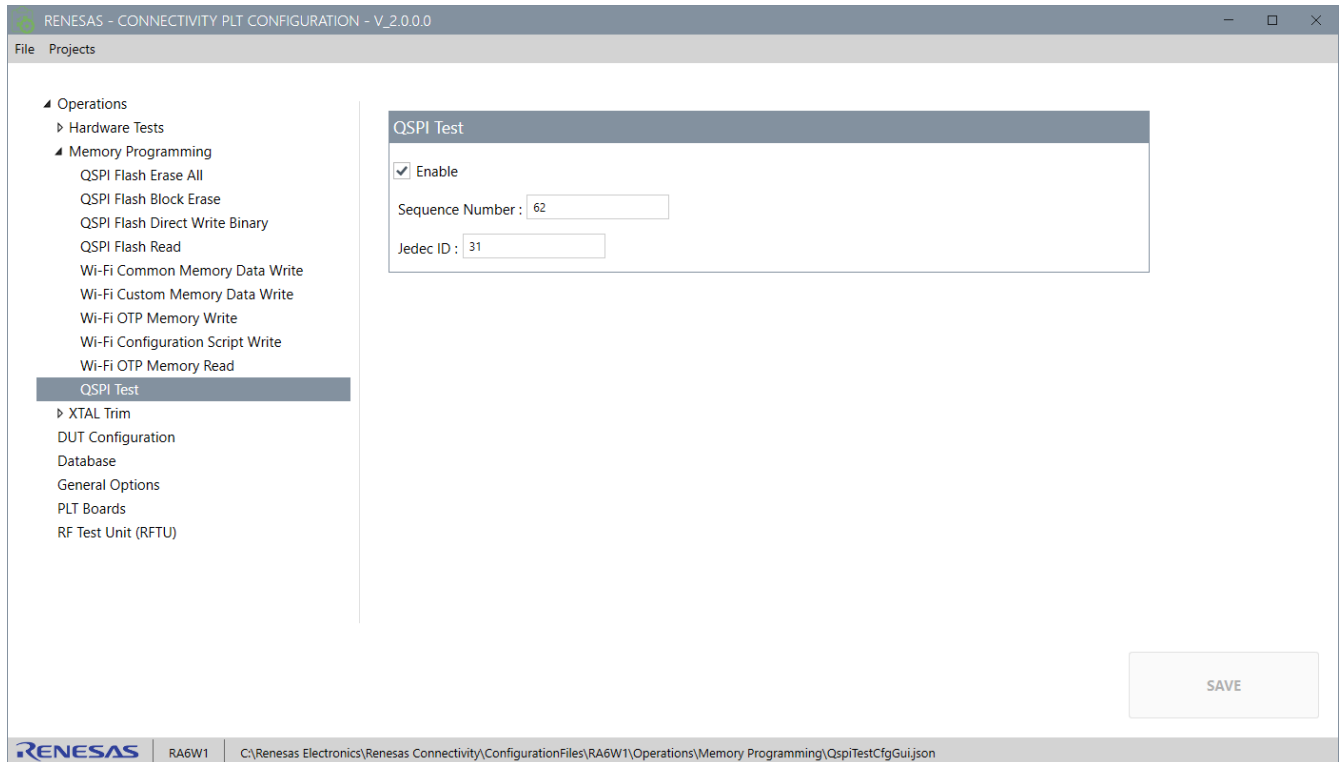 RENESAS - CONNECTIVITY PLT CONFIGURATION - V_2.0.0.0
File Projects
Operations
Hardware Tests
Memory Programming
QSPI Flash Erase All
QSPI Flash Block Erase
QSPI Flash Direct Write Binary
QSPI Flash Read
Wi-Fi Common Memory Data Write
Wi-Fi Custom Memory Data Write
Wi-Fi OTP Memory Write
Wi-Fi Configuration Script Write
Wi-Fi OTP Memory Read
QSPI Test
XTAL Trim
DUT Configuration
Database
General Options
PLT Boards
RF Test Unit (RFTU)
QSPI Test
Enable
Sequence Number : 62
Jedec ID : 31
SAVE
RENESAS RA6W1 C:\Renesas Electronics\Renesas Connectivity\ConfigurationFiles\RA6W1\Operations\Memory Programming\QspiTestCfgGui.json